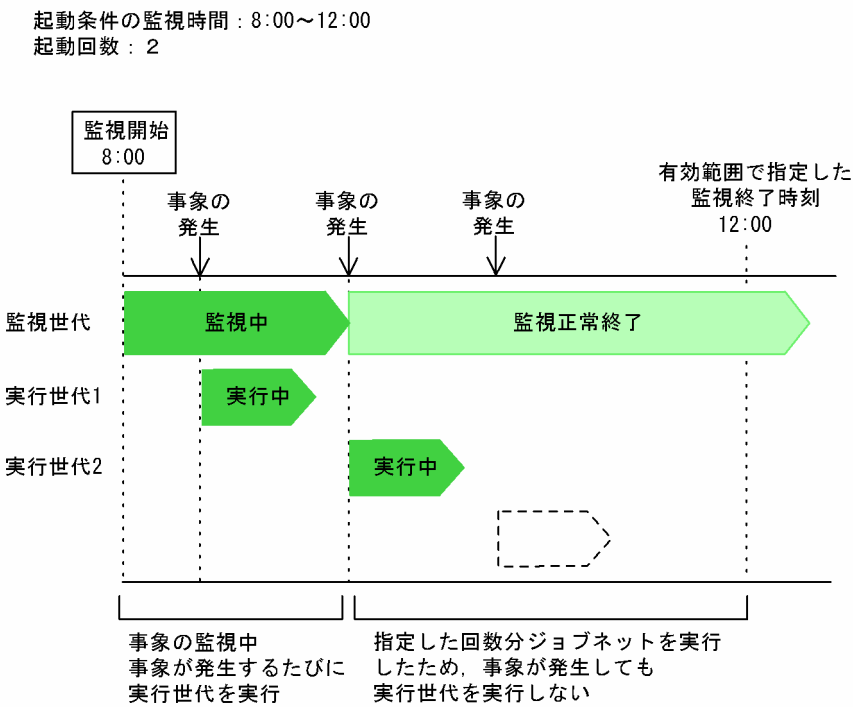 起動条件の監視時間：8:00～12:00
起動回数：２
監視開始
8:00
事象の
発生
事象の
発生
事象の
発生
有効範囲で指定した
監視終了時刻
12:00
監視世代
監視中
監視正常終了
実行世代1
実行中
実行世代2
実行中
事象の監視中
事象が発生するたびに
実行世代を実行
指定した回数分ジョブネットを実行
したため，事象が発生しても
実行世代を実行しない